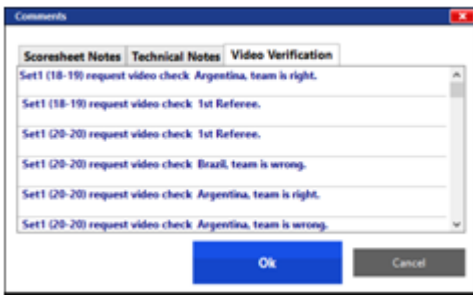 Comments
Scoresheet Notes Technical Notes Video Verification
Set1 (18-19) request video check Argentina, team is right.
Set1 (18-19) request video check 1st Referee.
Set1 (20-20) request video check 1st Referee.
Set1 (20-20) request video check Brazil, team is wrong.
Set1 (20-20) request video check Argentina, team is right.
Set1 (20-20) request video check Argentina, team is wrong.
Ok Cancel